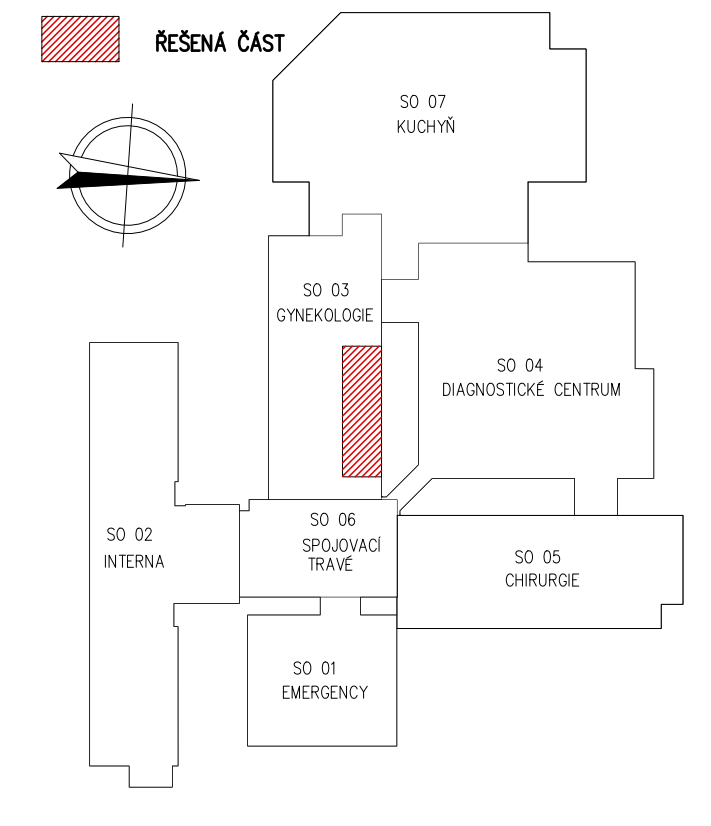 ŘEŠENÁ ČÁST
SO 07
KUCHYŇ
SO 03
GYNEKOLOGIE
SO 04
DIAGNOSTICKÉ CENTRUM
SO 06
SPOJOVACÍ
TRAVÉ
SO 02
INTERNA
SO 05
CHIRURGIE
SO 01
EMERGENCY